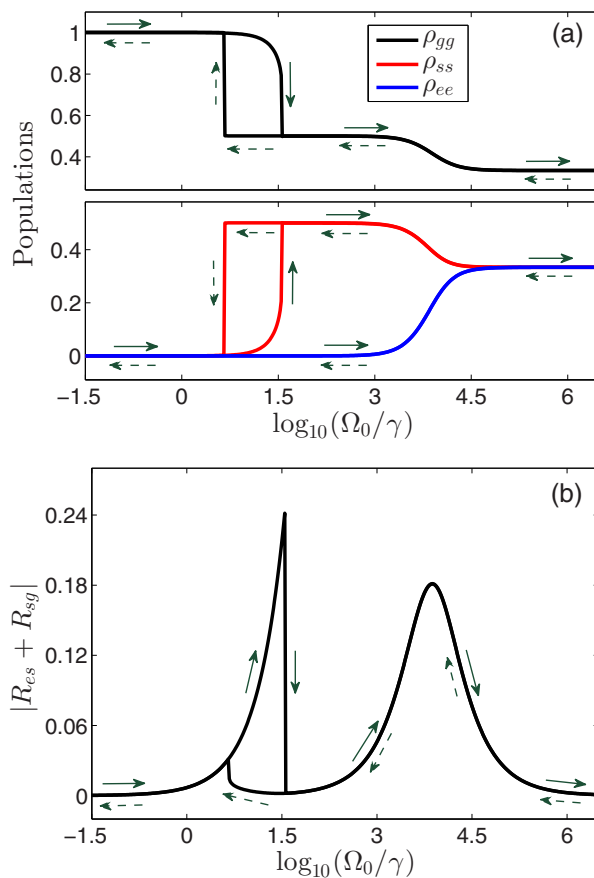 (a)
1
0.8
0.6
0.4
ρgg
ρss
ρee
Populations
0.4
0.2
0
−1.5 0 1.5 3 4.5 6
log10(Ω0/γ)
(b)
0.24
0.18
0.12
0.06
0
|Res + Rsg|
−1.5 0 1.5 3 4.5 6
log10(Ω0/γ)